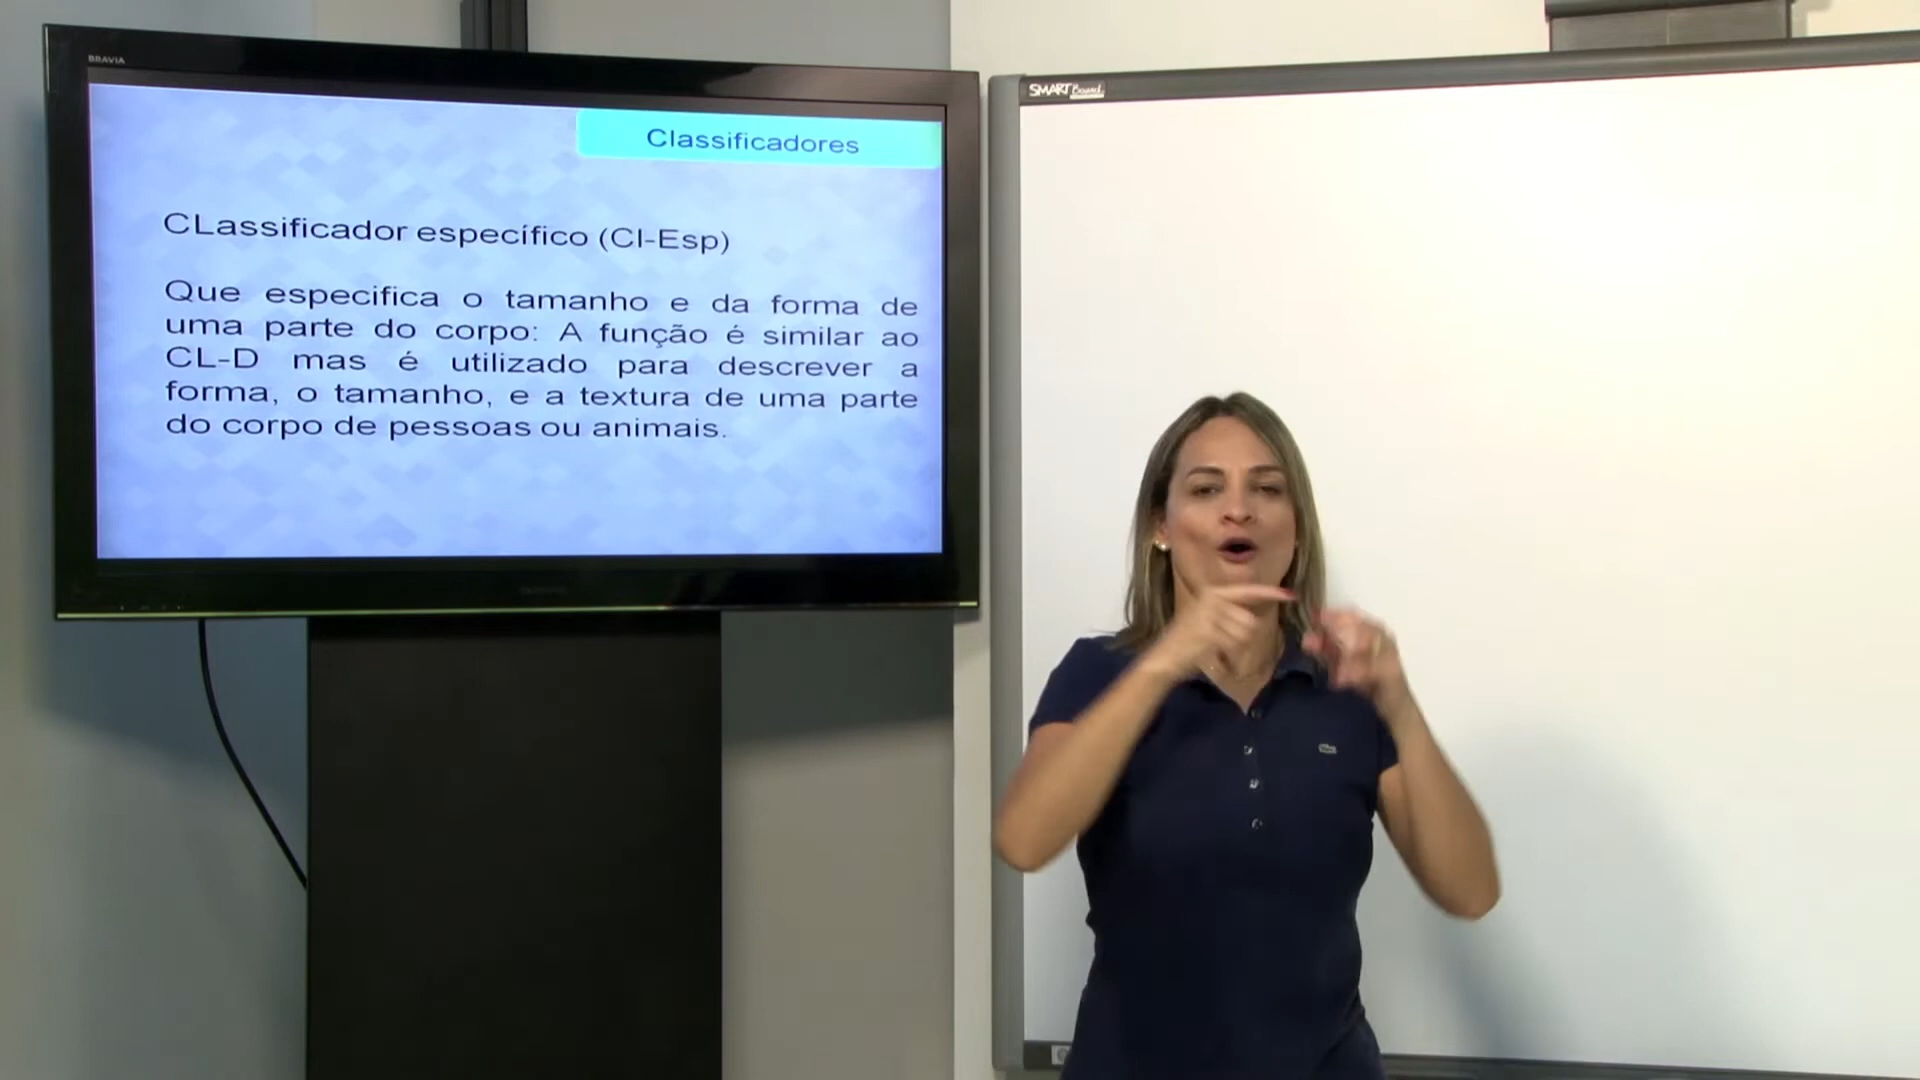 BRAVIA
SMART Board
Classificadores
CLassificador específico (Cl-Esp)
Que especifica o tamanho e da forma de
uma parte do corpo: A função é similar ao
CL-D mas é utilizado para descrever a
forma, o tamanho, e a textura de uma parte
do corpo de pessoas ou animais.